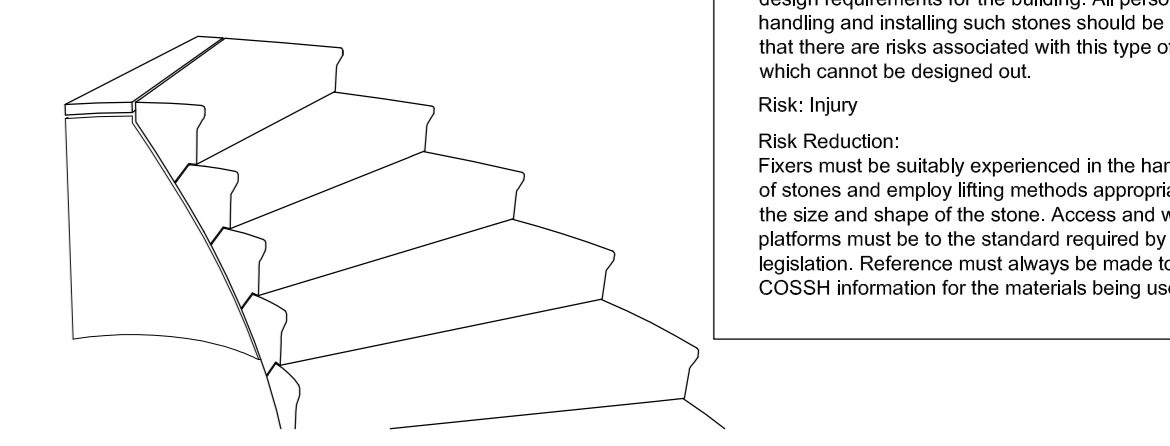 design requirements for the building. All perso
handling and installing such stones should be
that there are risks associated with this type of
which cannot be designed out.
Risk: Injury
Risk Reduction:
Fixers must be suitably experienced in the han
of stones and employ lifting methods appropria
the size and shape of the stone. Access and w
platforms must be to the standard required by
legislation. Reference must always be made to
COSSH information for the materials being use